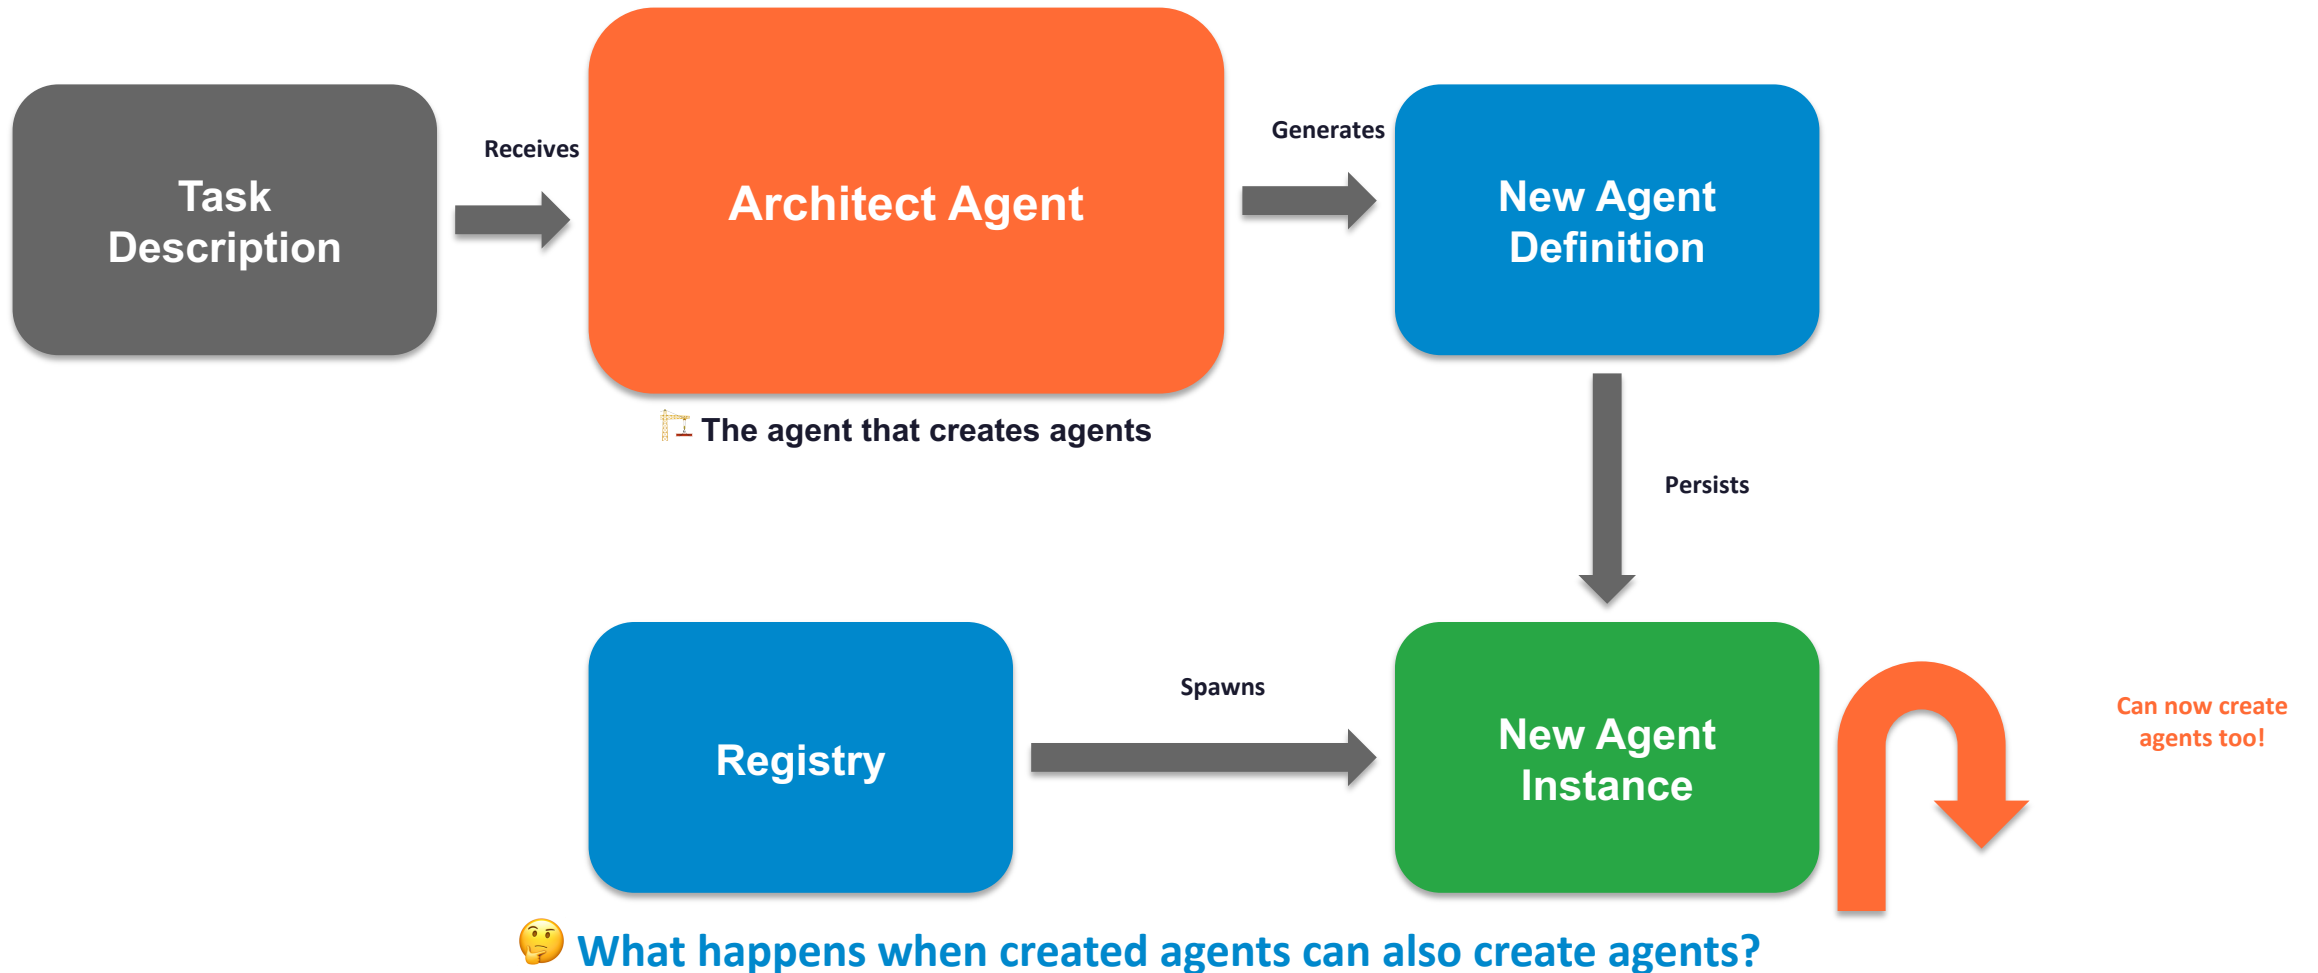 Task
Description
Receives
Architect Agent
Generates
New Agent
Definition
🏗️ The agent that creates agents
Persists
Registry
Spawns
New Agent
Instance
Can now create
agents too!
🤔 What happens when created agents can also create agents?